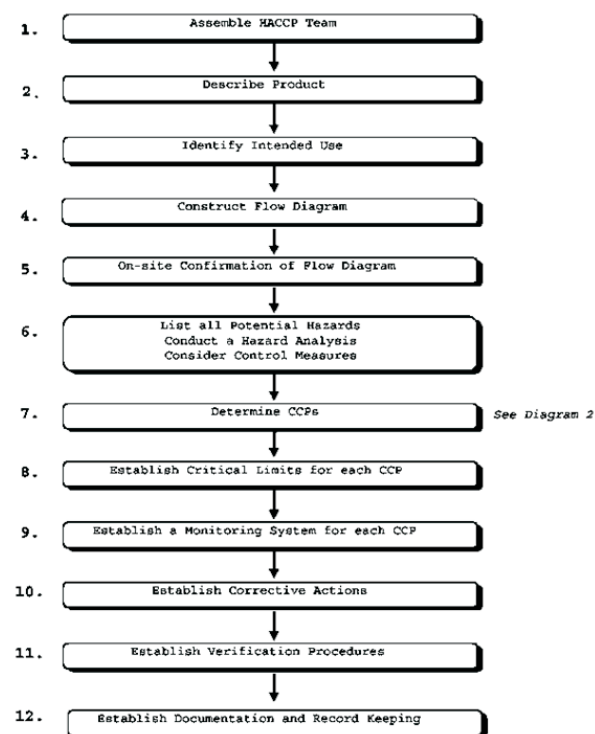 1. Assemble HACCP Team
2. Describe Product
3. Identify Intended Use
4. Construct Flow Diagram
5. On-site Confirmation of Flow Diagram
6. List all Potential Hazards
Conduct a Hazard Analysis
Consider Control Measures
7. Determine CCPs See Diagram 2
8. Establish Critical Limits for each CCP
9. Establish a Monitoring System for each CCP
10. Establish Corrective Actions
11. Establish Verification Procedures
12. Establish Documentation and Record Keeping